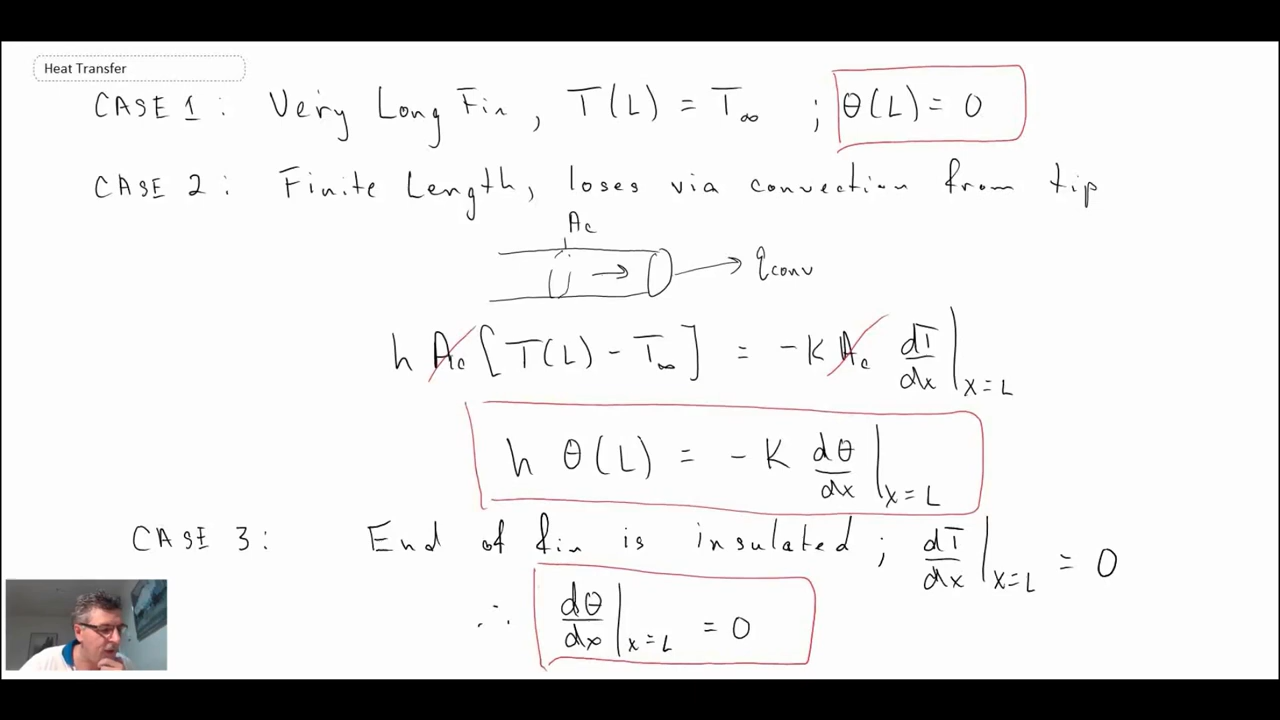 Heat Transfer
CASE 1: Very Long Fin, T(L) = T∞ ; θ(L) = 0
CASE 2: Finite Length, loses via convection from tip
Ac
qconv
h Ac [T(L) - T∞] = -K Ac dT/dx |x=L
h θ(L) = -K dθ/dx |x=L
CASE 3: End of fin is insulated; dT/dx |x=L = 0
∴ dθ/dx |x=L = 0